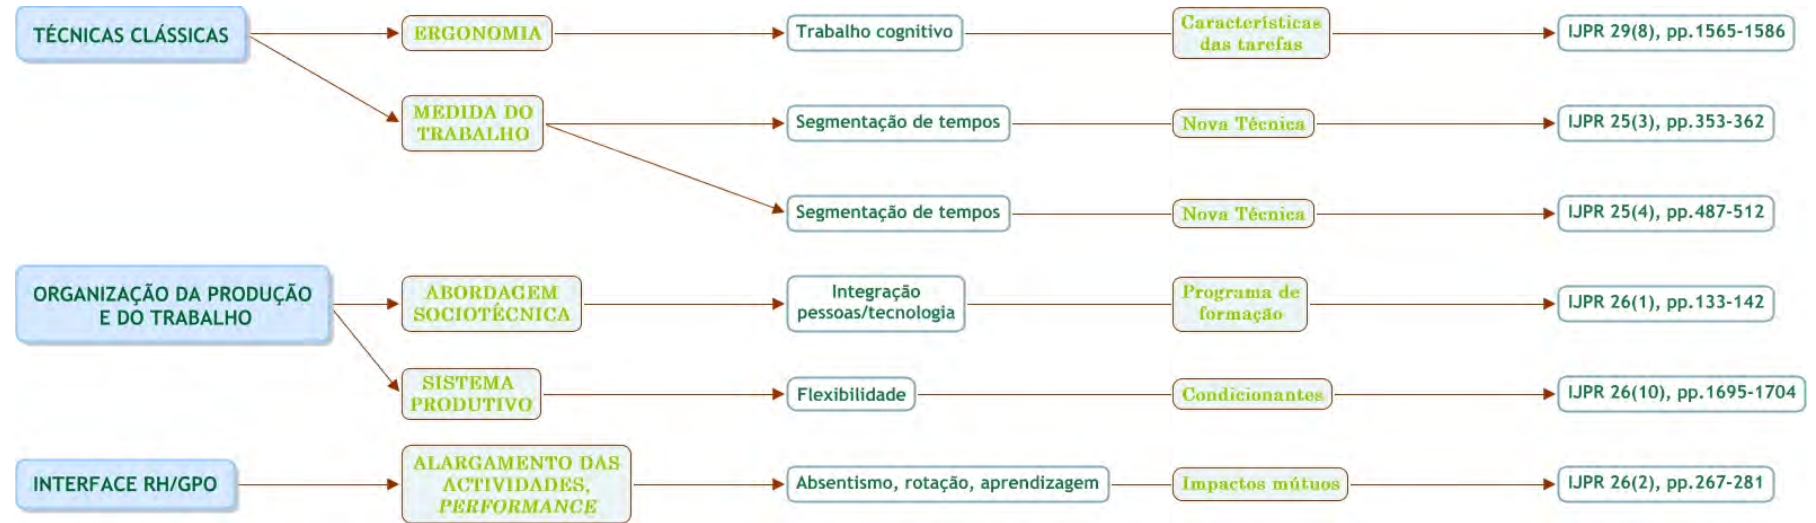 TÉCNICAS CLÁSSICAS
ERGONOMIA
Trabalho cognitivo
Características
das tarefas
IJPR 29(8), pp.1565-1586
MEDIDA DO
TRABALHO
Segmentação de tempos
Nova Técnica
IJPR 25(3), pp.353-362
Segmentação de tempos
Nova Técnica
IJPR 25(4), pp.487-512
ORGANIZAÇÃO DA PRODUÇÃO
E DO TRABALHO
ABORDAGEM
SOCIOTÉCNICA
Integração
pessoas/tecnologia
Programa de
formação
IJPR 26(1), pp.133-142
SISTEMA
PRODUTIVO
Flexibilidade
Condicionantes
IJPR 26(10), pp.1695-1704
INTERFACE RH/GPO
ALARGAMENTO DAS
ACTIVIDADES,
PERFORMANCE
Absentismo, rotação, aprendizagem
Impactos mútuos
IJPR 26(2), pp.267-281